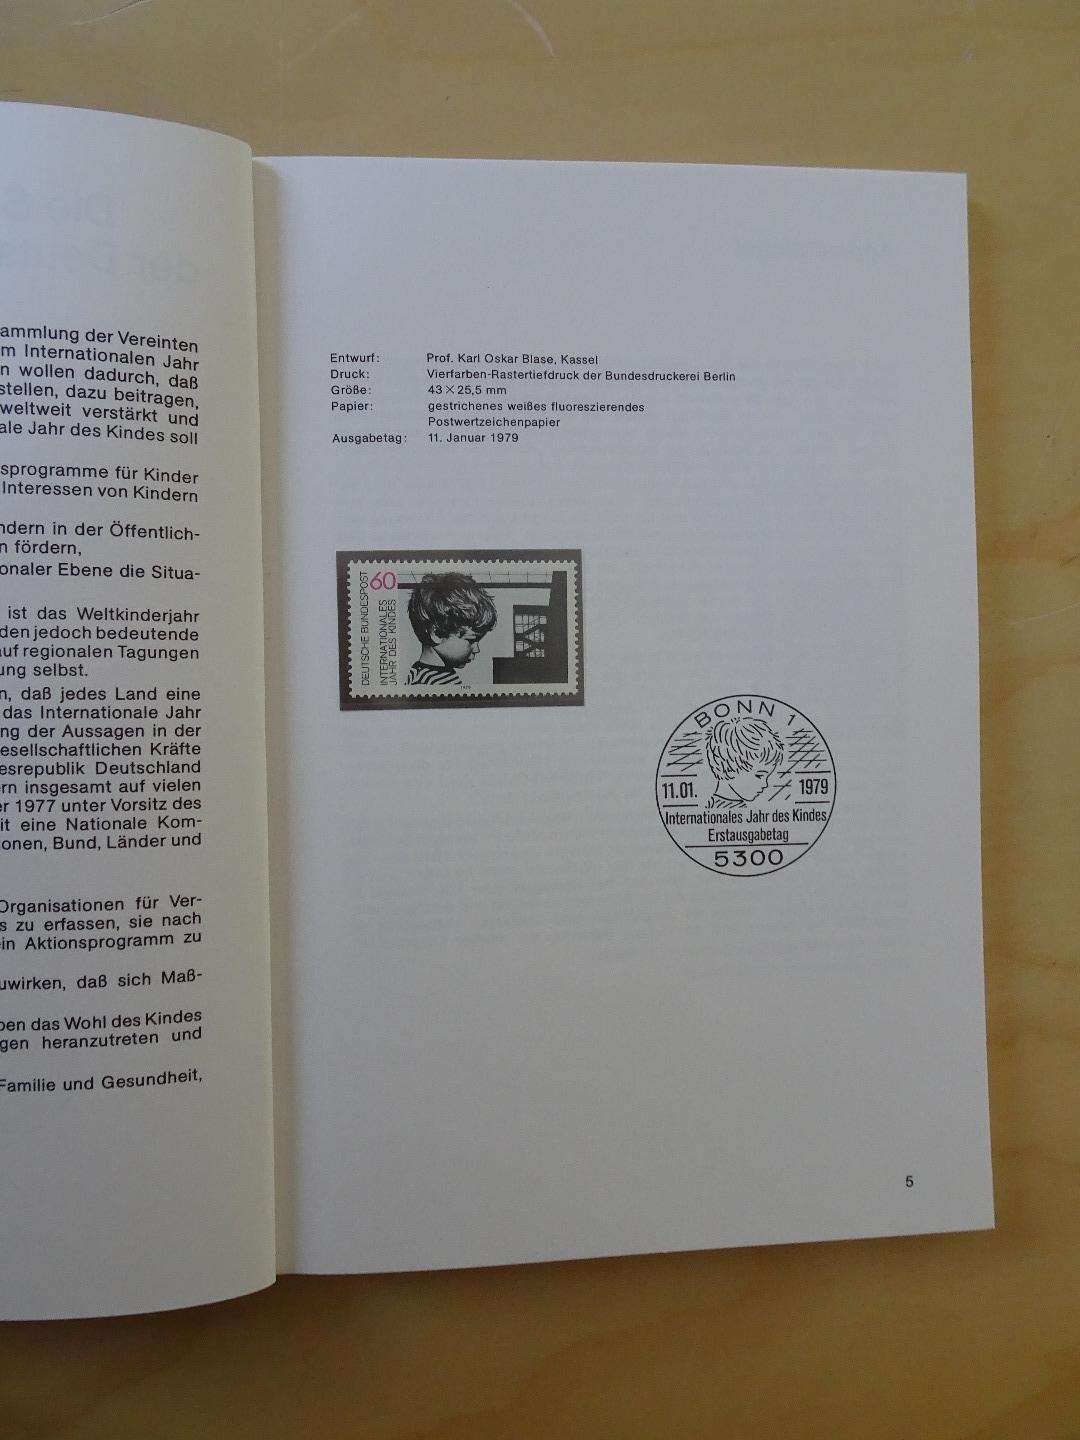 ammlung der Vereinten
m Internationalen Jahr
n wollen dadurch, daß
stellen, dazu beitragen,
weltweit verstärkt und
ale Jahr des Kindes soll
sprogramme für Kinder
Interessen von Kindern
ndern in der Öffentlich-
n fördern,
onaler Ebene die Situa-
ist das Weltkinderjahr
den jedoch bedeutende
auf regionalen Tagungen
ung selbst.
n, daß jedes Land eine
das Internationale Jahr
ng der Aussagen in der
esellschaftlichen Kräfte
esrepublik Deutschland
ern insgesamt auf vielen
er 1977 unter Vorsitz des
it eine Nationale Kom-
onen, Bund, Länder und
Organisationen für Ver-
s zu erfassen, sie nach
ein Aktionsprogramm zu
uwirken, daß sich Maß-
ben das Wohl des Kindes
gen heranzutreten und
Familie und Gesundheit,
Entwurf: Prof. Karl Oskar Blase, Kassel
Druck: Vierfarben-Rastertiefdruck der Bundesdruckerei Berlin
Größe: 43 × 25,5 mm
Papier: gestrichenes weißes fluoreszierendes
Postwertzeichenpapier
Ausgabetag: 11. Januar 1979
DEUTSCHE BUNDESPOST
60
INTERNATIONALES
JAHR DES KINDES
1979
BONN 1
11.01. 1979
Internationales Jahr des Kindes
Erstausgabetag
5300
5